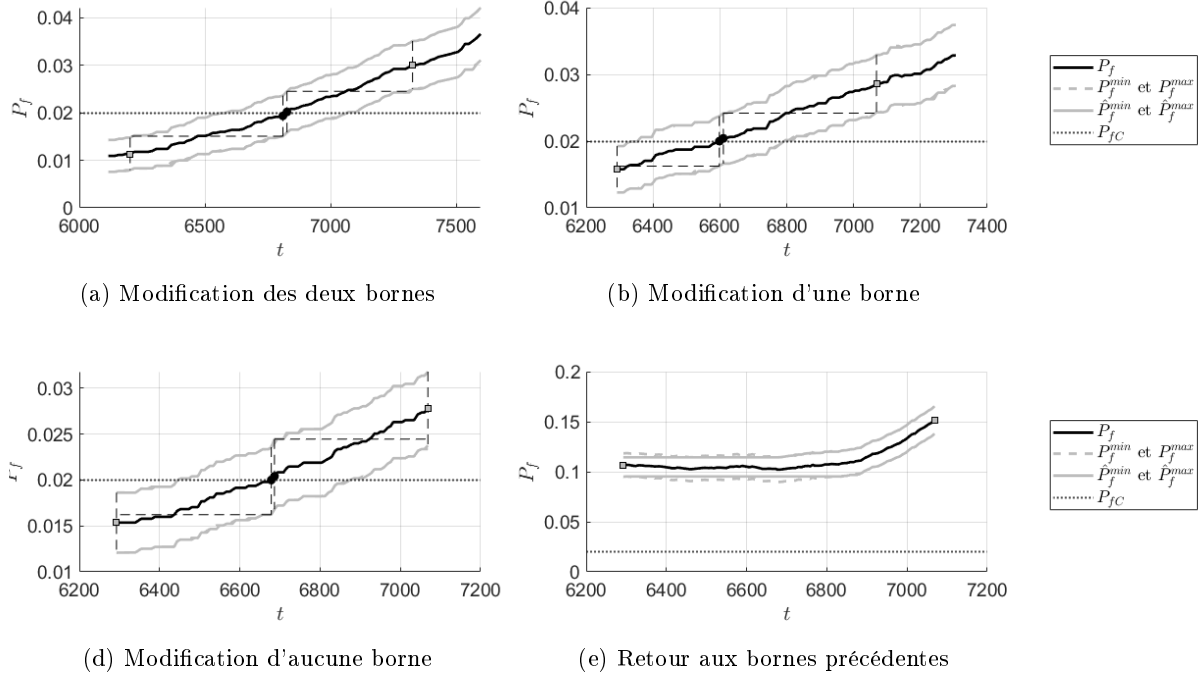 0.04
0.03
0.02
0.01
0
P_f
6000 6500 7000 7500
t
(a) Modification des deux bornes
0.04
0.03
0.02
0.01
P_f
6200 6400 6600 6800 7000 7200 7400
t
(b) Modification d'une borne
P_f
P_f^{min} et P_f^{max}
P̂_f^{min} et P̂_f^{max}
P_{fC}
0.03
0.025
0.02
0.015
0.01
P_f
6200 6400 6600 6800 7000 7200
t
(d) Modification d'aucune borne
0.2
0.15
0.1
0.05
0
P_f
6200 6400 6600 6800 7000 7200
t
(e) Retour aux bornes précédentes
P_f
P_f^{min} et P_f^{max}
P̂_f^{min} et P̂_f^{max}
P_{fC}